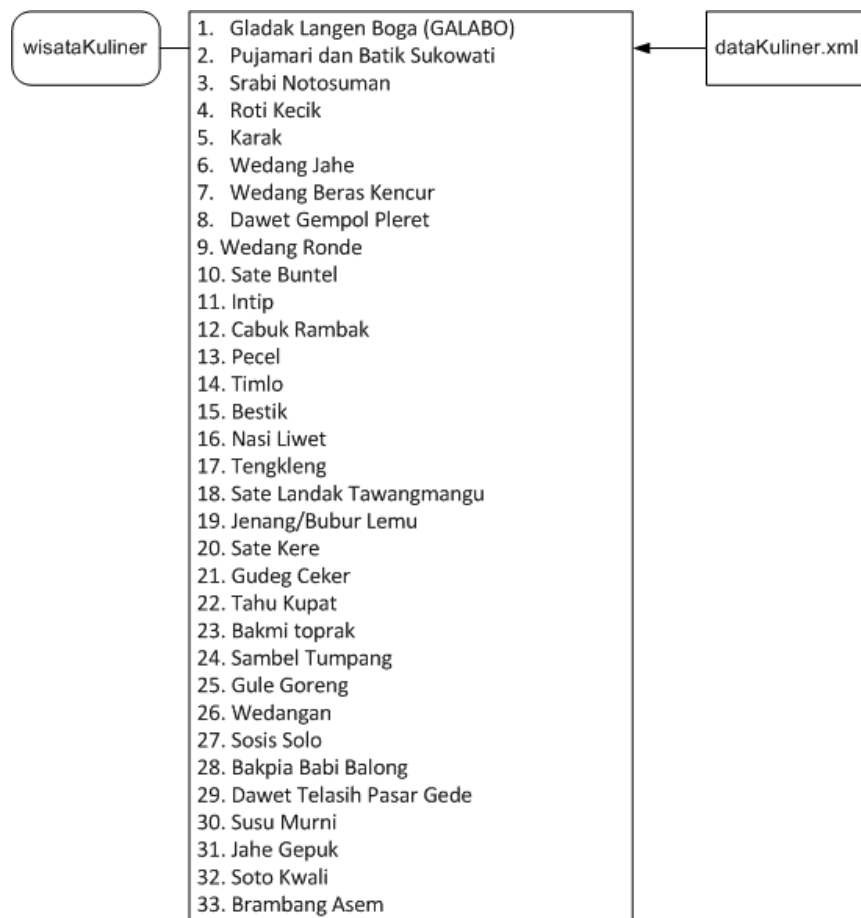 wisataKuliner
1. Gladak Langen Boga (GALABO)
2. Pujamari dan Batik Sukowati
3. Srabi Notosuman
4. Roti Kecik
5. Karak
6. Wedang Jahe
7. Wedang Beras Kencur
8. Dawet Gempol Pleret
9. Wedang Ronde
10. Sate Buntel
11. Intip
12. Cabuk Rambak
13. Pecel
14. Timlo
15. Bestik
16. Nasi Liwet
17. Tengkleng
18. Sate Landak Tawangmangu
19. Jenang/Bubur Lemu
20. Sate Kere
21. Gudeg Ceker
22. Tahu Kupat
23. Bakmi toprak
24. Sambel Tumpang
25. Gule Goreng
26. Wedangan
27. Sosis Solo
28. Bakpia Babi Balong
29. Dawet Telasih Pasar Gede
30. Susu Murni
31. Jahe Gepuk
32. Soto Kwali
33. Brambang Asem
dataKuliner.xml